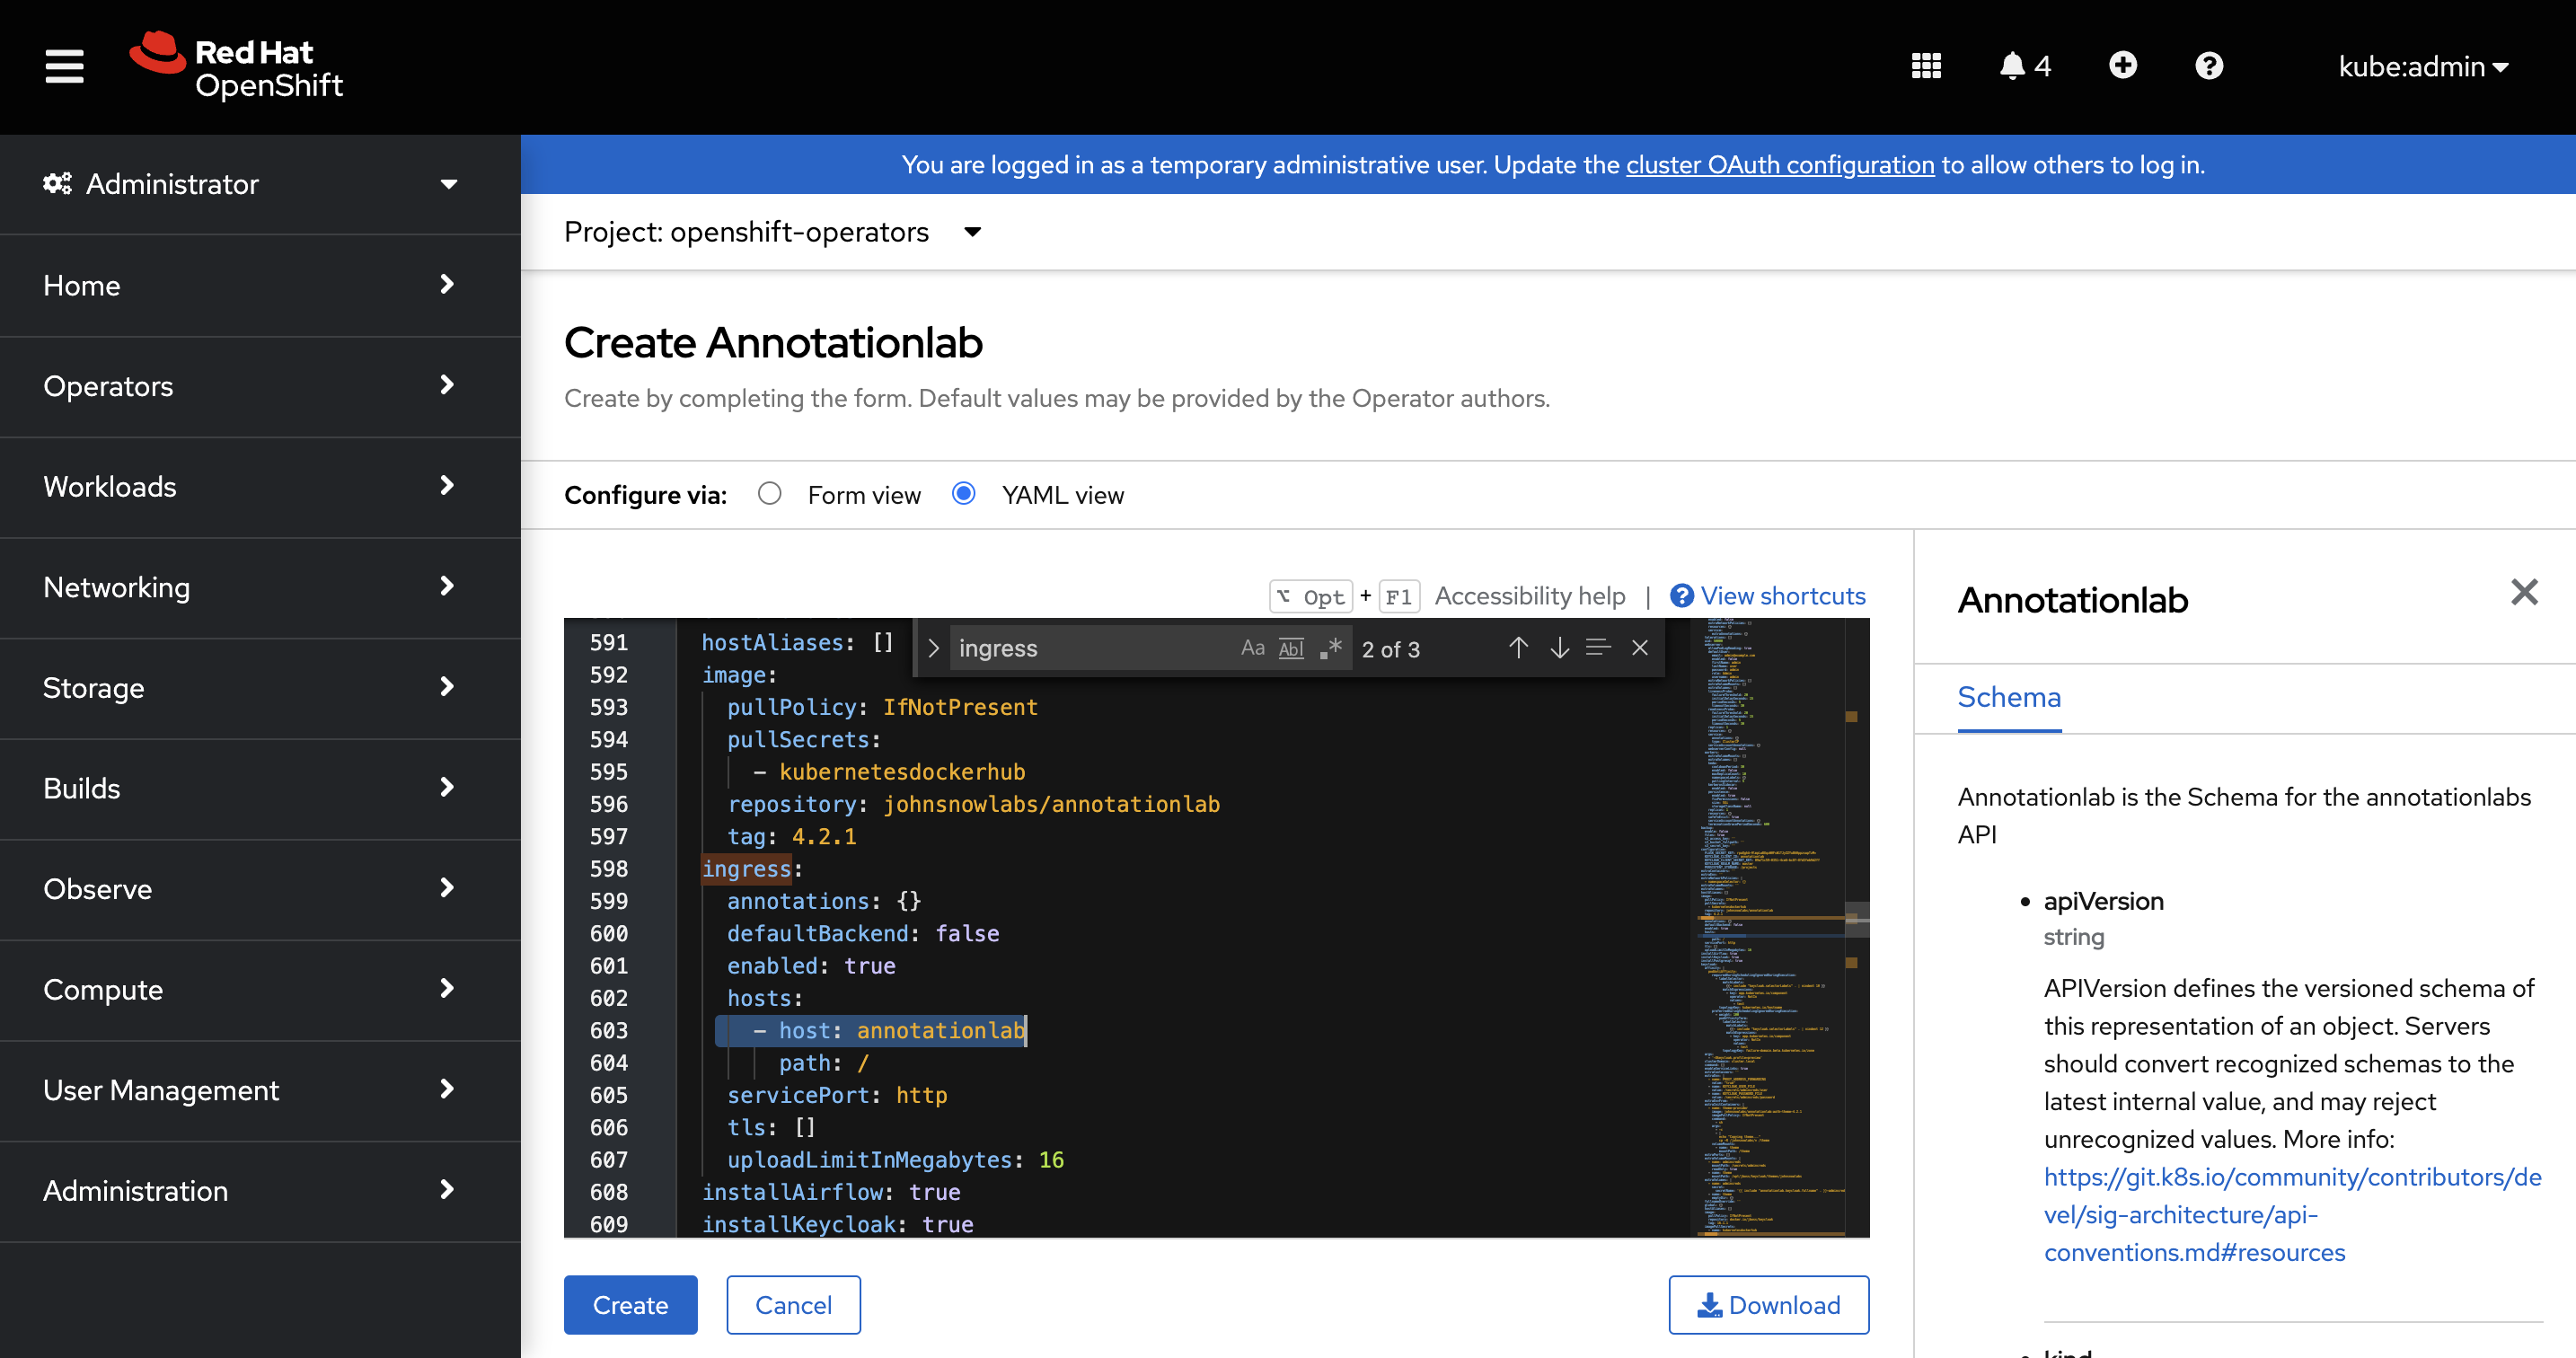 Red Hat
OpenShift
4
kube:admin
Administrator
Home
Operators
Workloads
Networking
Storage
Builds
Observe
Compute
User Management
Administration
You are logged in as a temporary administrative user. Update the cluster OAuth configuration to allow others to log in.
Project: openshift-operators
Create Annotationlab
Create by completing the form. Default values may be provided by the Operator authors.
Configure via: Form view YAML view
⌥ Opt + F1 Accessibility help | View shortcuts
ingress Aa Abl .* 2 of 3
591 hostAliases: []
592 image:
593 pullPolicy: IfNotPresent
594 pullSecrets:
595 - kubernetesdockerhub
596 repository: johnsnowlabs/annotationlab
597 tag: 4.2.1
598 ingress:
599 annotations: {}
600 defaultBackend: false
601 enabled: true
602 hosts:
603 - host: annotationlab
604 path: /
605 servicePort: http
606 tls: []
607 uploadLimitInMegabytes: 16
608 installAirflow: true
609 installKeycloak: true
Create
Cancel
Download
Annotationlab
Schema
Annotationlab is the Schema for the annotationlabs
API
• apiVersion
string
APIVersion defines the versioned schema of
this representation of an object. Servers
should convert recognized schemas to the
latest internal value, and may reject
unrecognized values. More info:
https://git.k8s.io/community/contributors/de
vel/sig-architecture/api-
conventions.md#resources
• kind